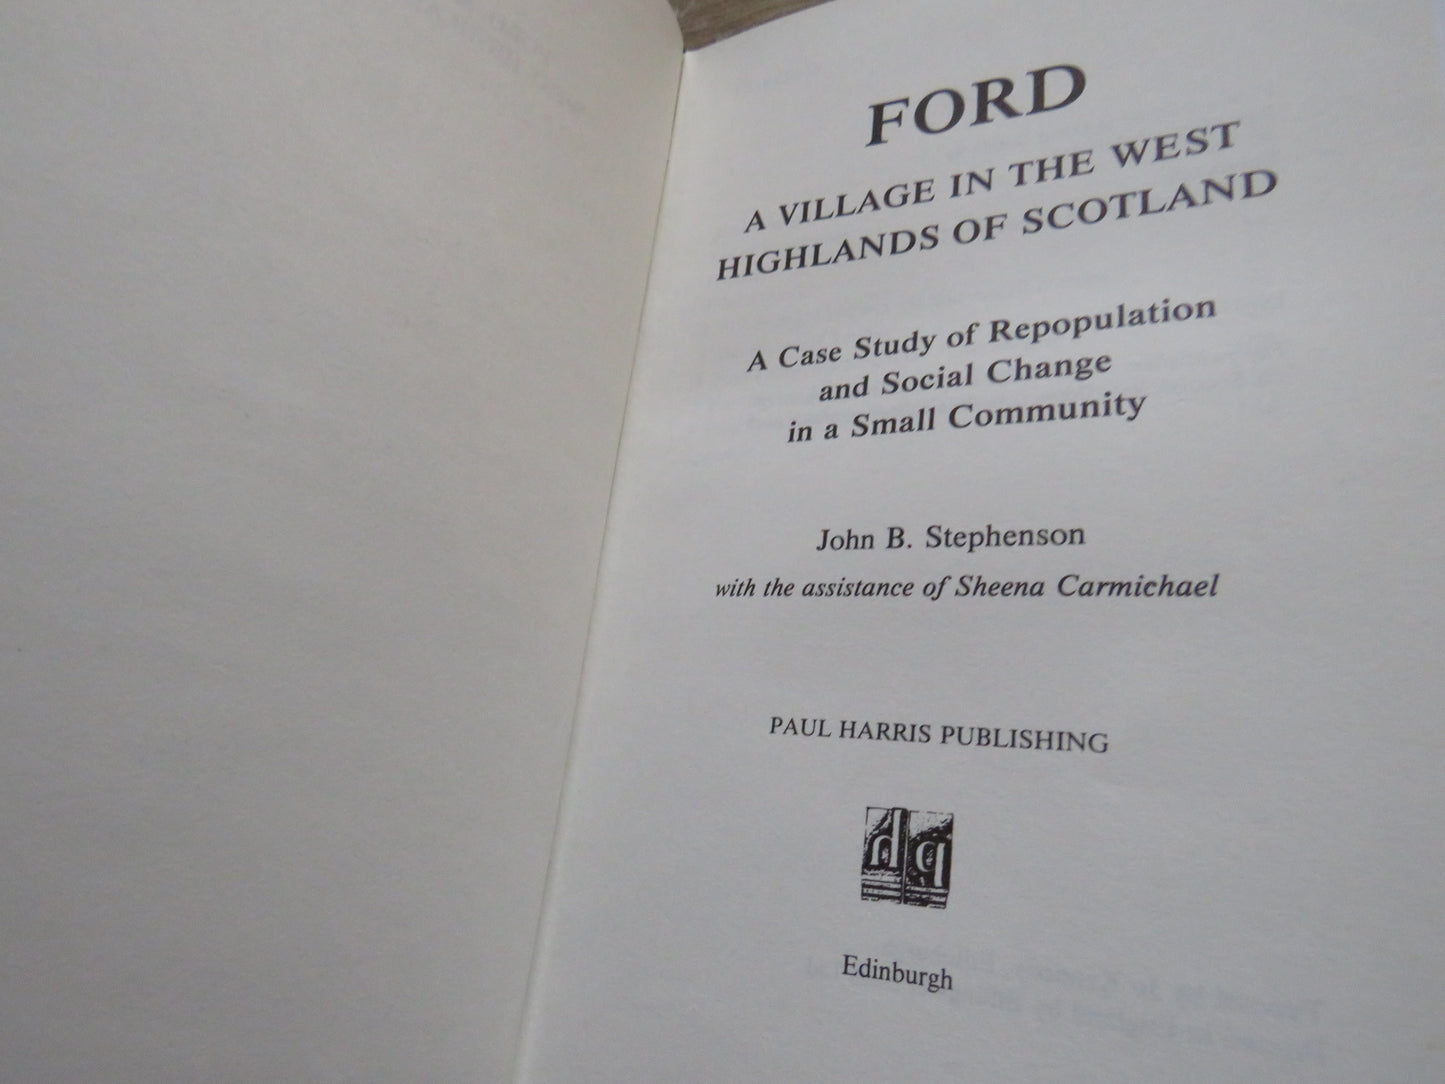 FORD
A VILLAGE IN THE WEST
HIGHLANDS OF SCOTLAND
A Case Study of Repopulation
and Social Change
in a Small Community
John B. Stephenson
with the assistance of Sheena Carmichael
PAUL HARRIS PUBLISHING
Edinburgh